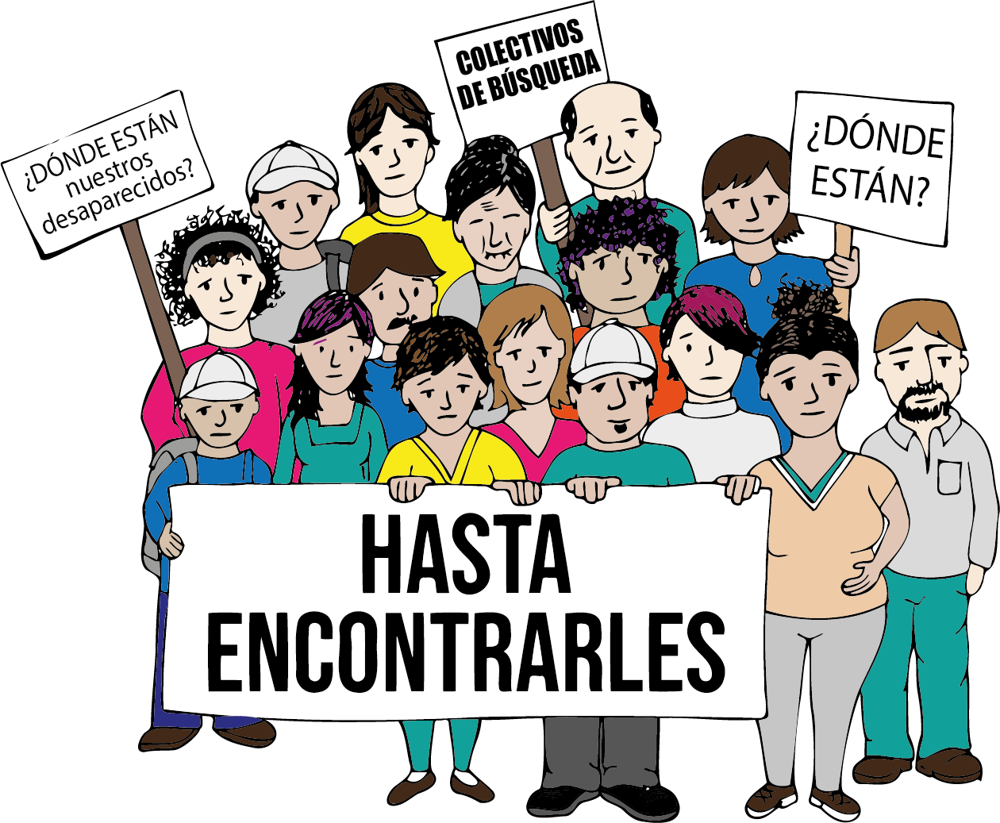 COLECTIVOS
DE BÚSQUEDA
¿DÓNDE ESTÁN
nuestros
desaparecidos?
¿DÓNDE
ESTÁN?
HASTA
ENCONTRARLES